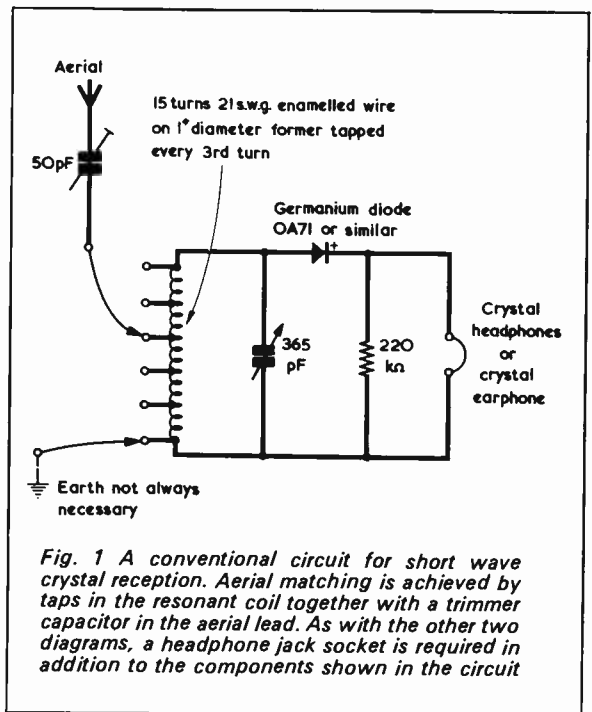 Aerial
50pF
15 turns 21 s.w.g. enamelled wire
on 1" diameter former tapped
every 3rd turn
Germanium diode
OA71 or similar
+
365
pF
220
kΩ
Crystal
headphones
or
crystal
earphone
Earth not always
necessary
Fig. 1 A conventional circuit for short wave
crystal reception. Aerial matching is achieved by
taps in the resonant coil together with a trimmer
capacitor in the aerial lead. As with the other two
diagrams, a headphone jack socket is required in
addition to the components shown in the circuit